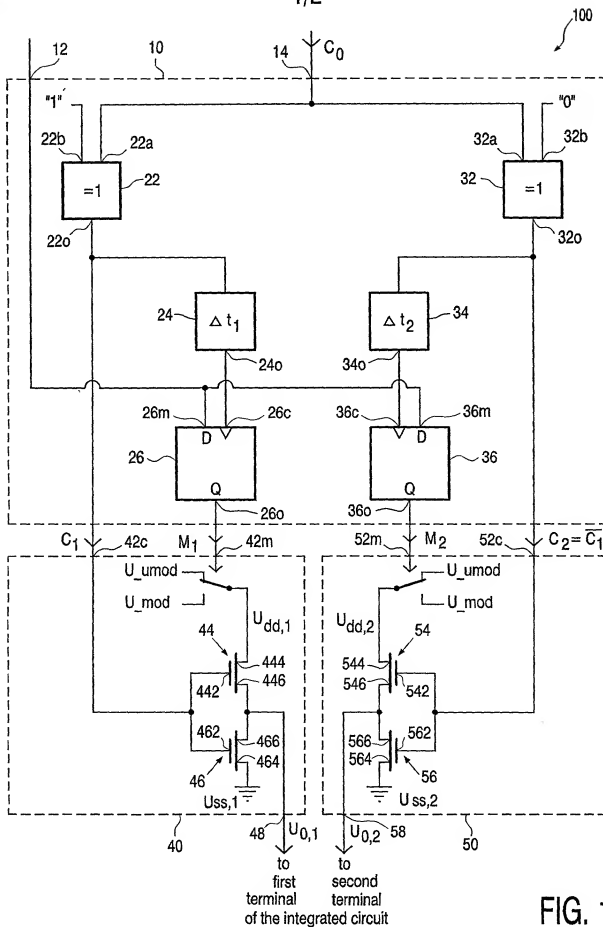 1/2
100
12
10
14
C0
"1"
22b
22a
=1
22
22o
32a
32b
"0"
32
=1
32o
24
Δ t1
24o
Δ t2
34
34o
26m
26c
36c
36m
D
D
26
36
Q
Q
26o
36o
C1
42c
M1
42m
52m
M2
52c
C2 = C̅1̅
U_umod
U_mod
U_umod
U_mod
Udd,1
Udd,2
44
444
446
442
54
544
546
542
462
466
464
46
566
564
562
56
Uss,1
Uss,2
40
48
U0,1
U0,2
58
50
to
first
terminal
to
second
terminal
of the integrated circuit
FIG. 1